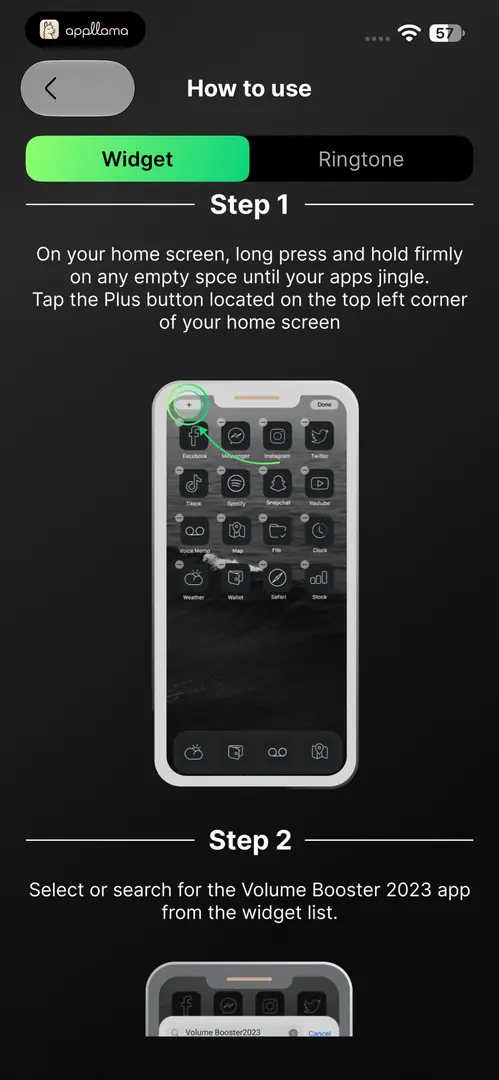 appllama
57
How to use
Widget
Ringtone
Step 1
On your home screen, long press and hold firmly
on any empty spce until your apps jingle.
Tap the Plus button located on the top left corner
of your home screen
+
Done
Facebook
Messenger
Instagram
Twitter
Tiktok
Spotify
Snapchat
Youtube
Voice Memo
Map
File
Clock
Weather
Wallet
Safari
Stock
Step 2
Select or search for the Volume Booster 2023 app
from the widget list.
Volume Booster2023
Cancel